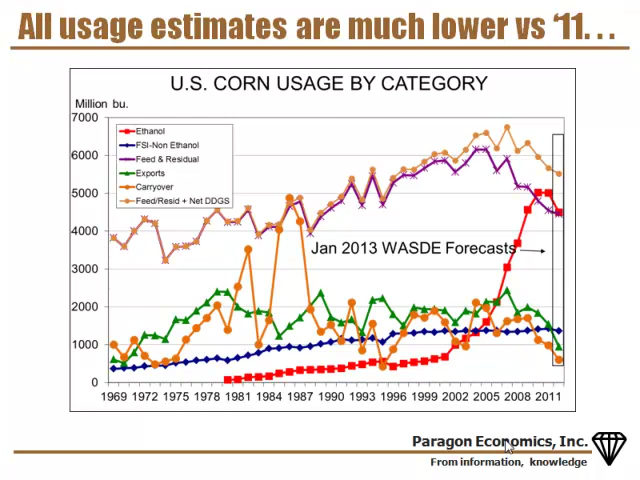 All usage estimates are much lower vs ‘11. . .
U.S. CORN USAGE BY CATEGORY
Million bu.
7000
6000
5000
4000
3000
2000
1000
0
Ethanol
FSI-Non Ethanol
Feed & Residual
Exports
Carryover
Feed/Resid + Net DDGS
Jan 2013 WASDE Forecasts
1969 1972 1975 1978 1981 1984 1987 1990 1993 1996 1999 2002 2005 2008 2011
Paragon Economics, Inc.
From information, knowledge